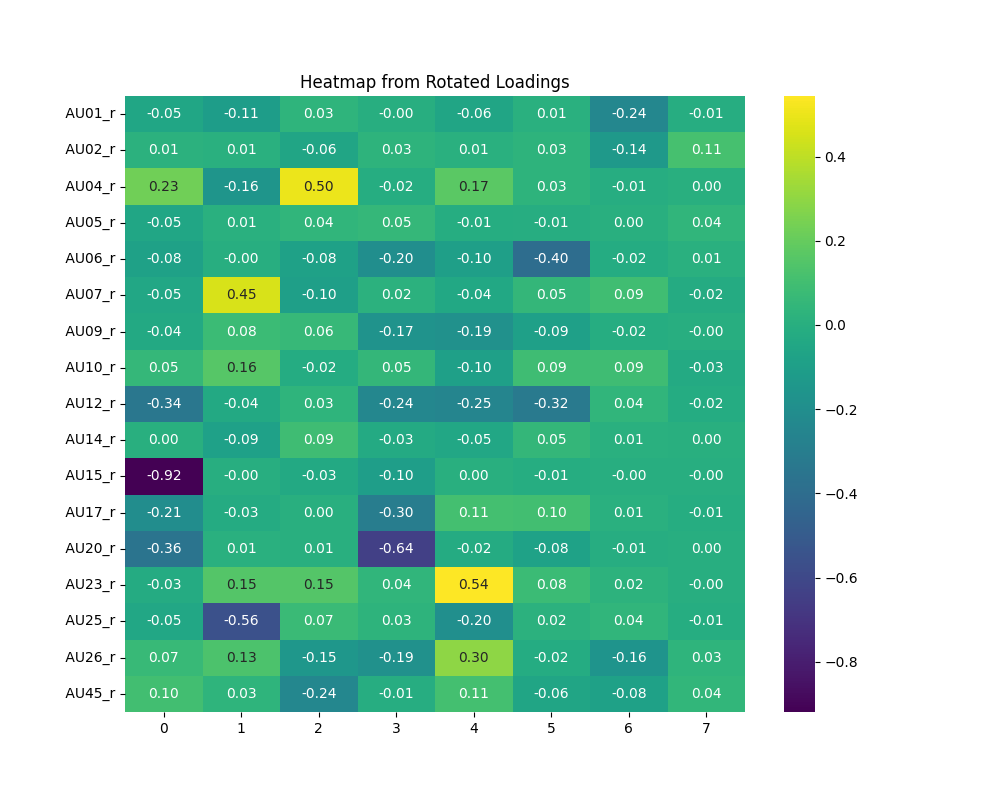 Heatmap from Rotated Loadings
AU01_r -0.05 -0.11 0.03 -0.00 -0.06 0.01 -0.24 -0.01
AU02_r 0.01 0.01 -0.06 0.03 0.01 0.03 -0.14 0.11
AU04_r 0.23 -0.16 0.50 -0.02 0.17 0.03 -0.01 0.00
AU05_r -0.05 0.01 0.04 0.05 -0.01 -0.01 0.00 0.04
AU06_r -0.08 -0.00 -0.08 -0.20 -0.10 -0.40 -0.02 0.01
AU07_r -0.05 0.45 -0.10 0.02 -0.04 0.05 0.09 -0.02
AU09_r -0.04 0.08 0.06 -0.17 -0.19 -0.09 -0.02 -0.00
AU10_r 0.05 0.16 -0.02 0.05 -0.10 0.09 0.09 -0.03
AU12_r -0.34 -0.04 0.03 -0.24 -0.25 -0.32 0.04 -0.02
AU14_r 0.00 -0.09 0.09 -0.03 -0.05 0.05 0.01 0.00
AU15_r -0.92 -0.00 -0.03 -0.10 0.00 -0.01 -0.00 -0.00
AU17_r -0.21 -0.03 0.00 -0.30 0.11 0.10 0.01 -0.01
AU20_r -0.36 0.01 0.01 -0.64 -0.02 -0.08 -0.01 0.00
AU23_r -0.03 0.15 0.15 0.04 0.54 0.08 0.02 -0.00
AU25_r -0.05 -0.56 0.07 0.03 -0.20 0.02 0.04 -0.01
AU26_r 0.07 0.13 -0.15 -0.19 0.30 -0.02 -0.16 0.03
AU45_r 0.10 0.03 -0.24 -0.01 0.11 -0.06 -0.08 0.04
0 1 2 3 4 5 6 7
0.4
0.2
0.0
−0.2
−0.4
−0.6
−0.8